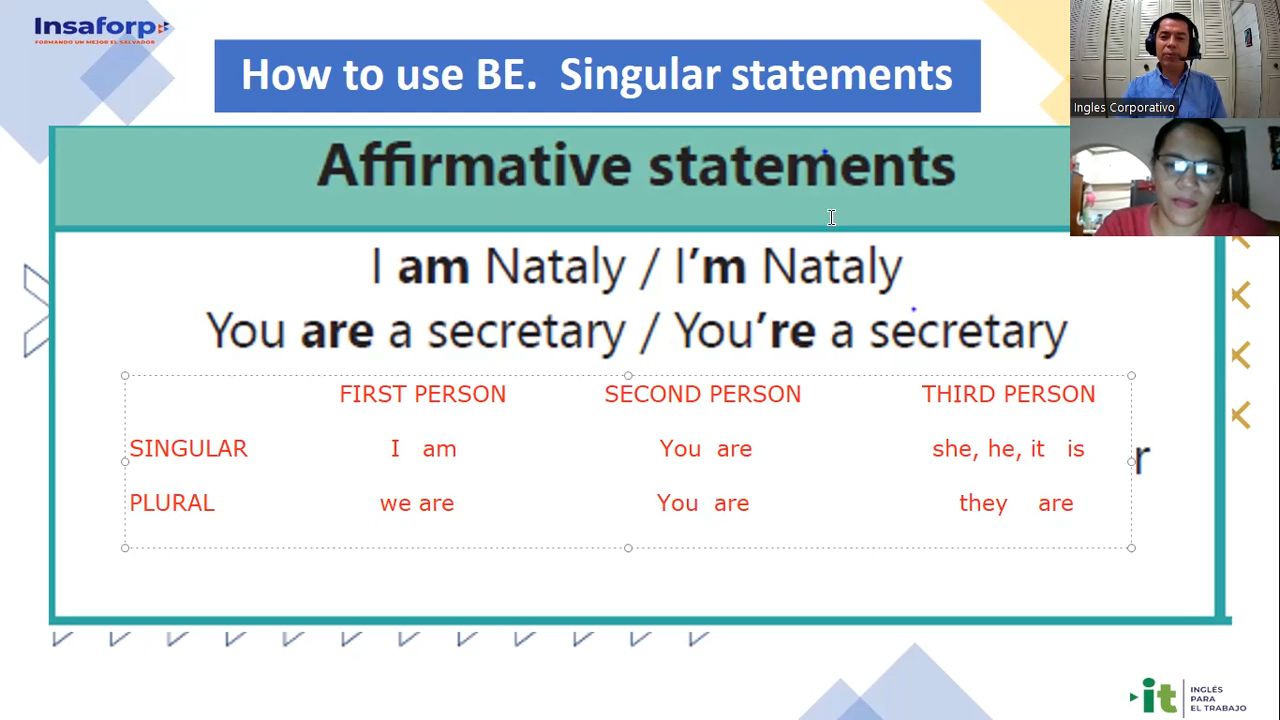 Insaforp
FORMANDO UN MEJOR EL SALVADOR
How to use BE. Singular statements
Ingles Corporativo
Affirmative statements
I am Nataly / I'm Nataly
You are a secretary / You're a secretary
FIRST PERSON SECOND PERSON THIRD PERSON
SINGULAR I am You are she, he, it is
r
PLURAL we are You are they are
it INGLÉS
PARA
EL TRABAJO